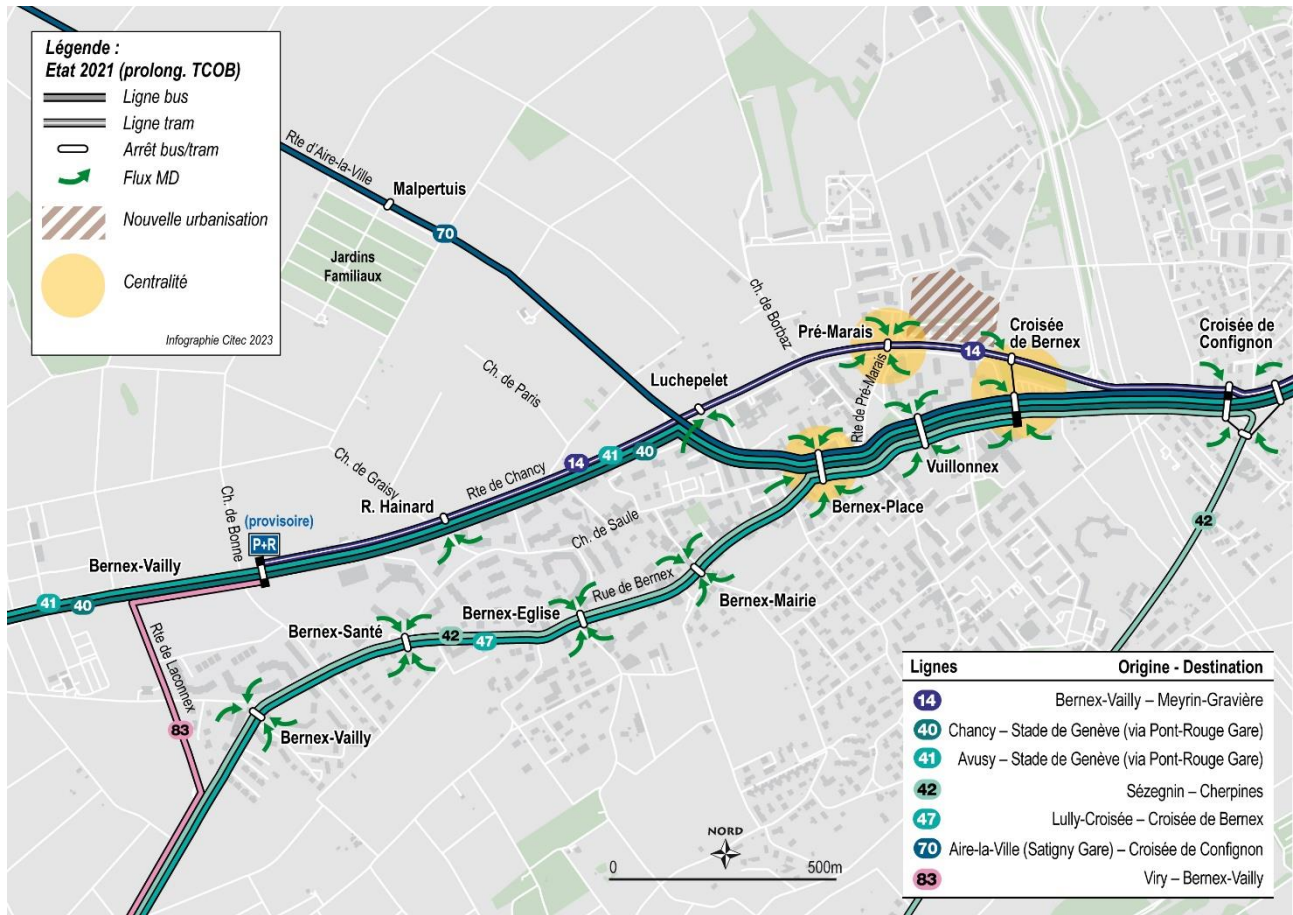 Légende :
Etat 2021 (prolong. TCOB)
Ligne bus
Ligne tram
Arrêt bus/tram
Flux MD
Nouvelle urbanisation
Centralité
Infographie Citec 2023
Rte d'Aire-la-Ville
Malpertuis
70
Jardins
Familiaux
ch. de Borbaz
Pré-Marais
Croisée
de Bernex
Croisée de
Confignon
14
Ch. de Paris
Luchepelet
Rte de Pré-Marais
Vuillonnex
Ch. de Graisy
Rte de Chancy
14
41
40
R. Hainard
Bernex-Place
Ch. de Bonne
(provisoire)
P+R
Ch. de Saule
42
Bernex-Vailly
41
40
Rue de Bernex
Bernex-Mairie
Bernex-Eglise
Bernex-Santé
42
47
Rte de Laconnex
83
Bernex-Vailly
NORD
0
500m
Lignes Origine - Destination
14 Bernex-Vailly – Meyrin-Gravière
40 Chancy – Stade de Genève (via Pont-Rouge Gare)
41 Avusy – Stade de Genève (via Pont-Rouge Gare)
42 Sézegnin – Cherpines
47 Lully-Croisée – Croisée de Bernex
70 Aire-la-Ville (Satigny Gare) – Croisée de Confignon
83 Viry – Bernex-Vailly